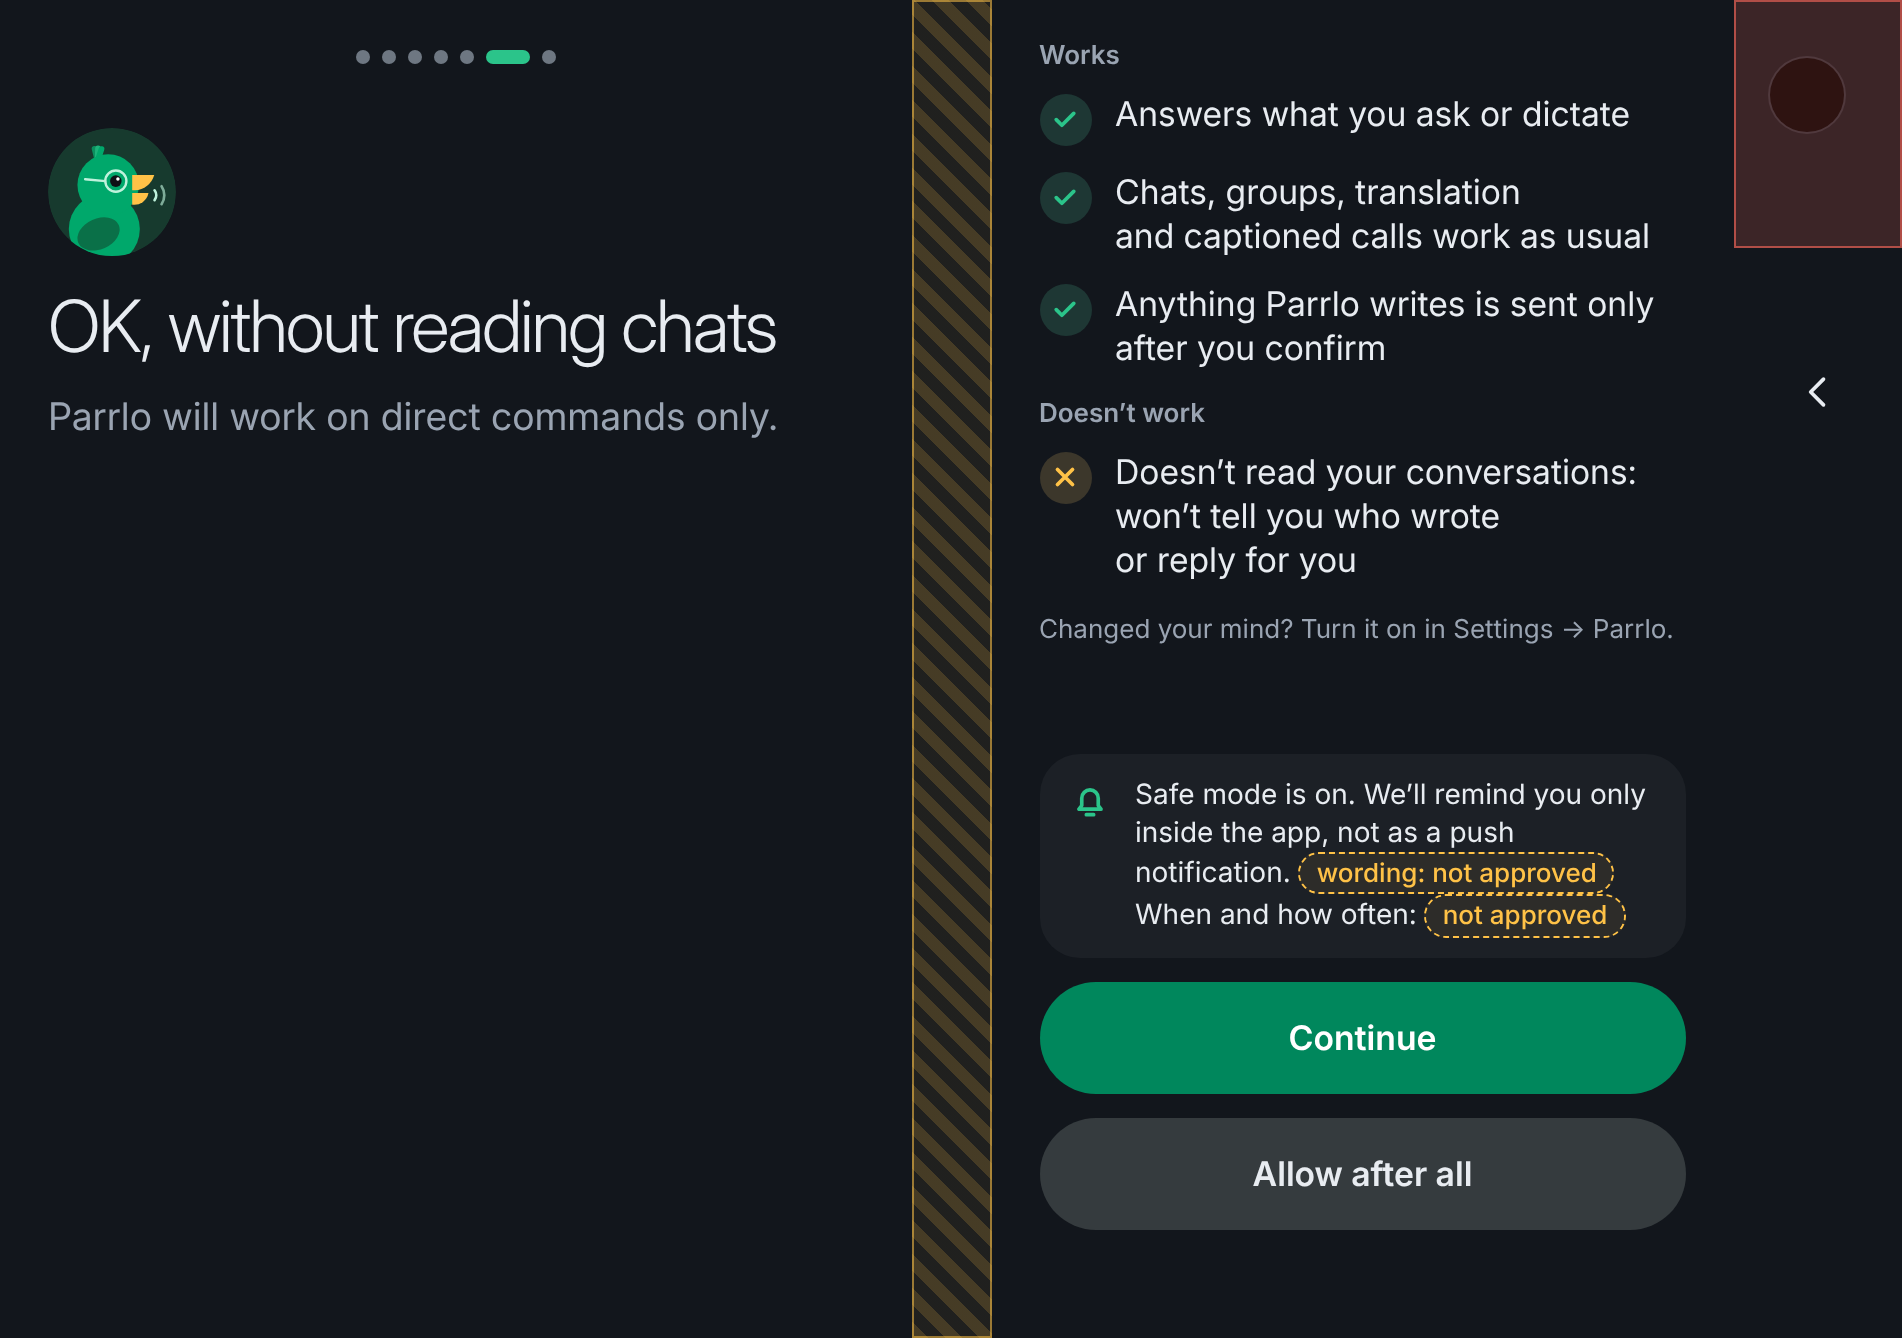 OK, without reading chats
Parrlo will work on direct commands only.
Works
Answers what you ask or dictate
Chats, groups, translation
and captioned calls work as usual
Anything Parrlo writes is sent only
after you confirm
Doesn’t work
Doesn’t read your conversations:
won’t tell you who wrote
or reply for you
Changed your mind? Turn it on in Settings → Parrlo.
Safe mode is on. We’ll remind you only
inside the app, not as a push
notification. wording: not approved
When and how often: not approved
Continue
Allow after all